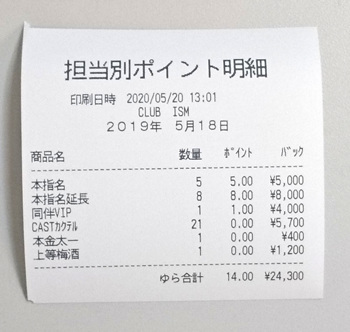 担当別ポイント明細
印刷日時 2020/05/20 13:01
CLUB ISM
2019年 5月18日
商品名 数量 ﾎﾟｲﾝﾄ ﾊﾞｯｸ
本指名 5 5.00 ¥5,000
本指名延長 8 8.00 ¥8,000
同伴VIP 1 1.00 ¥4,000
CASTｶｸﾃﾙ 21 0.00 ¥5,700
本金太一 1 0.00 ¥400
上等梅酒 1 0.00 ¥1,200
ゆら合計 14.00 ¥24,300